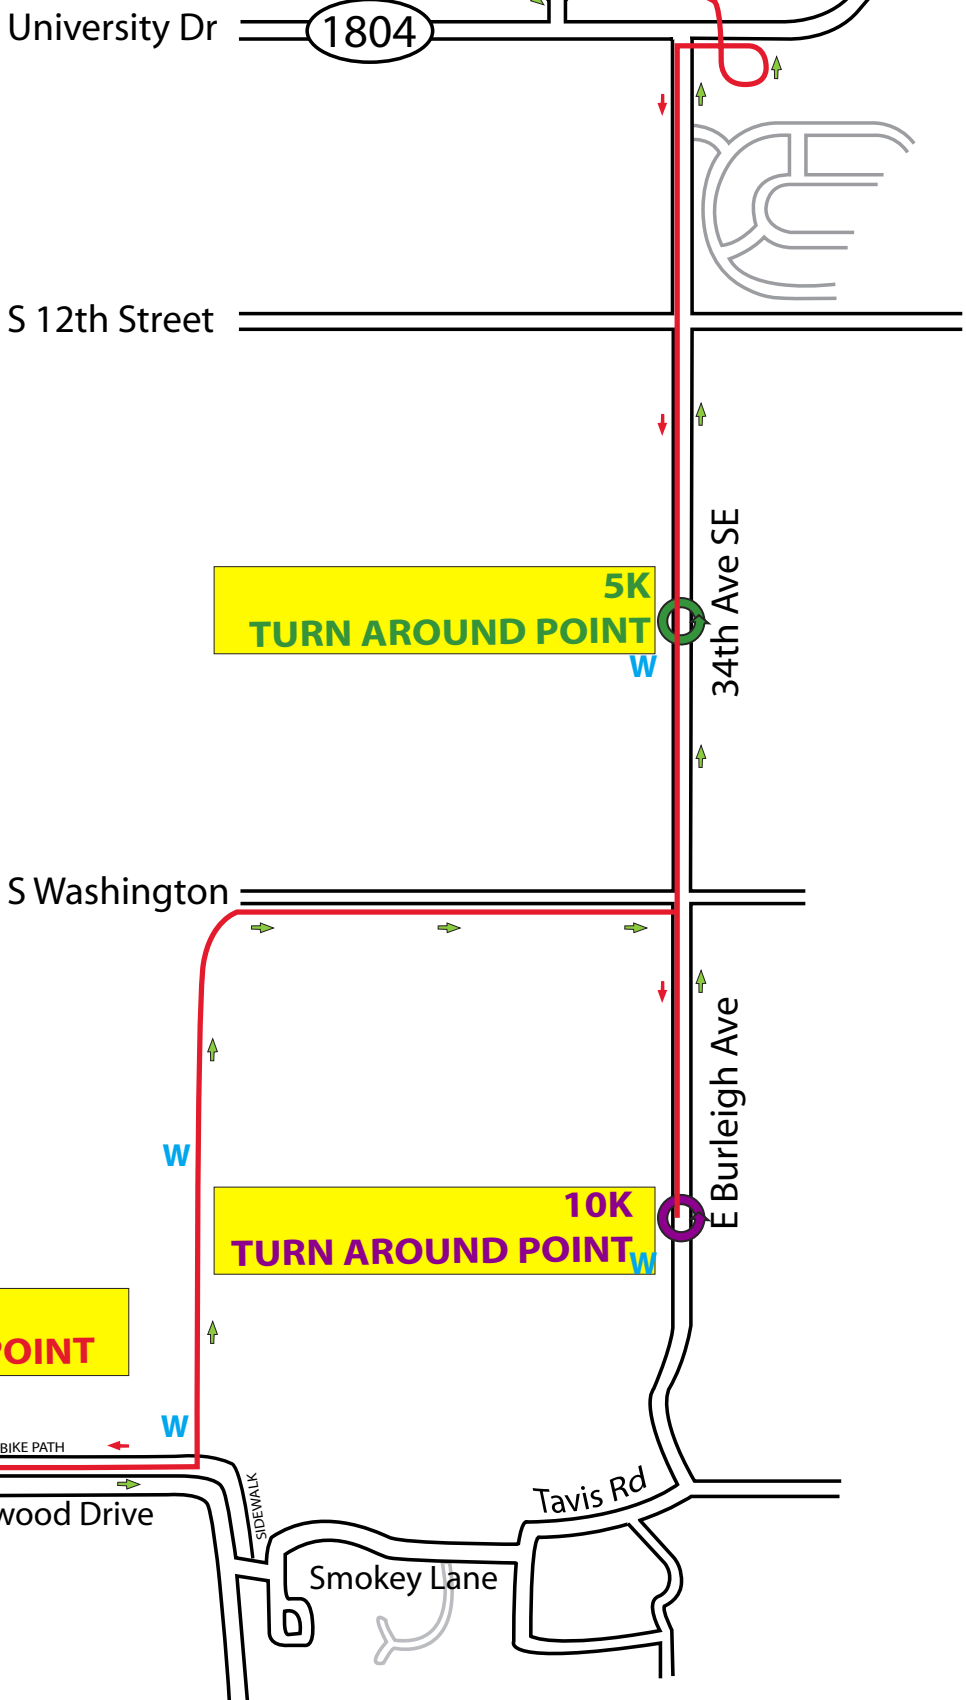 University Dr
1804
S 12th Street
34th Ave SE
5K
TURN AROUND POINT
W
S Washington
E Burleigh Ave
W
10K
TURN AROUND POINT
W
POINT
W
BIKE PATH
wood Drive
SIDEWALK
Tavis Rd
Smokey Lane